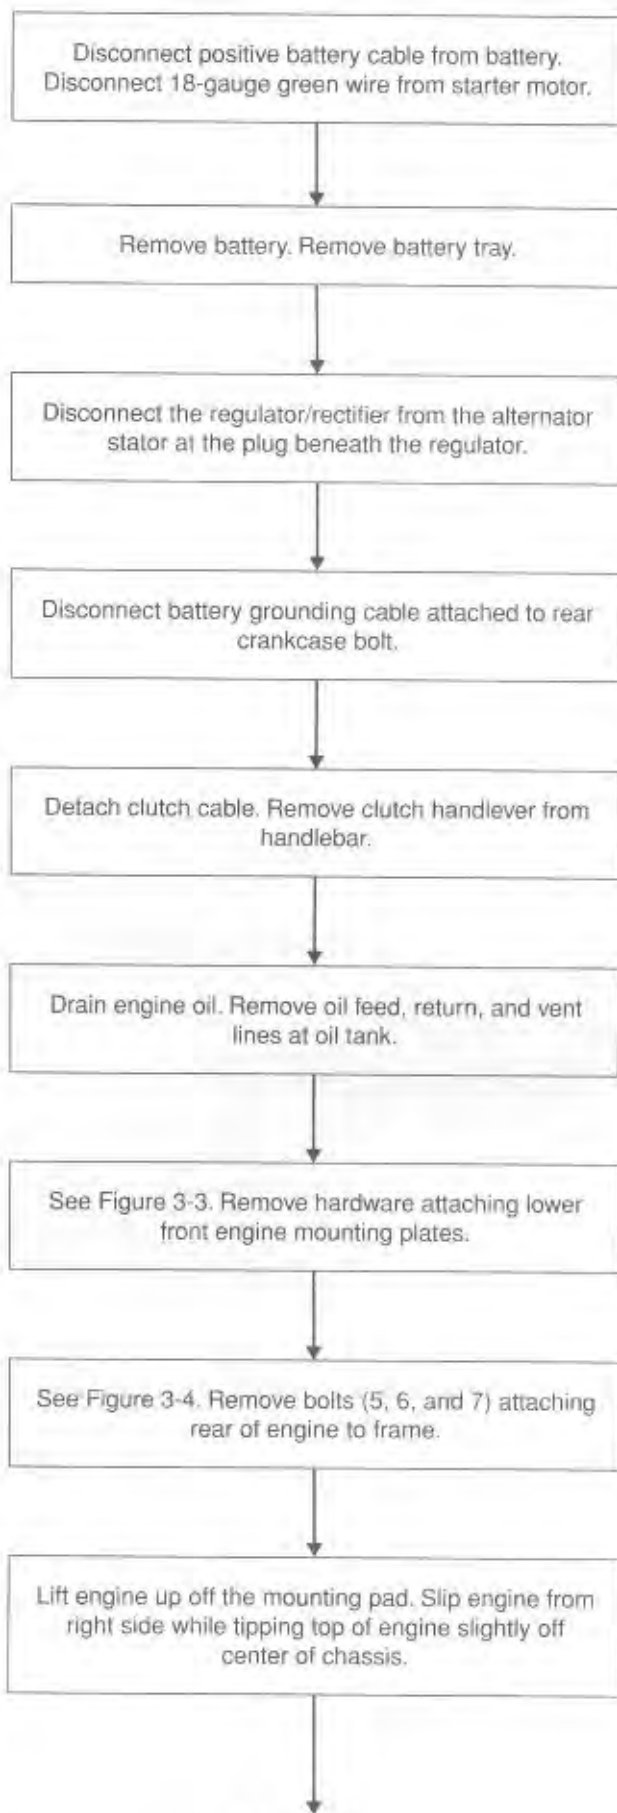 Disconnect positive battery cable from battery.
Disconnect 18-gauge green wire from starter motor.
Remove battery. Remove battery tray.
Disconnect the regulator/rectifier from the alternator
stator at the plug beneath the regulator.
Disconnect battery grounding cable attached to rear
crankcase bolt.
Detach clutch cable. Remove clutch handlever from
handlebar.
Drain engine oil. Remove oil feed, return, and vent
lines at oil tank.
See Figure 3-3. Remove hardware attaching lower
front engine mounting plates.
See Figure 3-4. Remove bolts (5, 6, and 7) attaching
rear of engine to frame.
Lift engine up off the mounting pad. Slip engine from
right side while tipping top of engine slightly off
center of chassis.